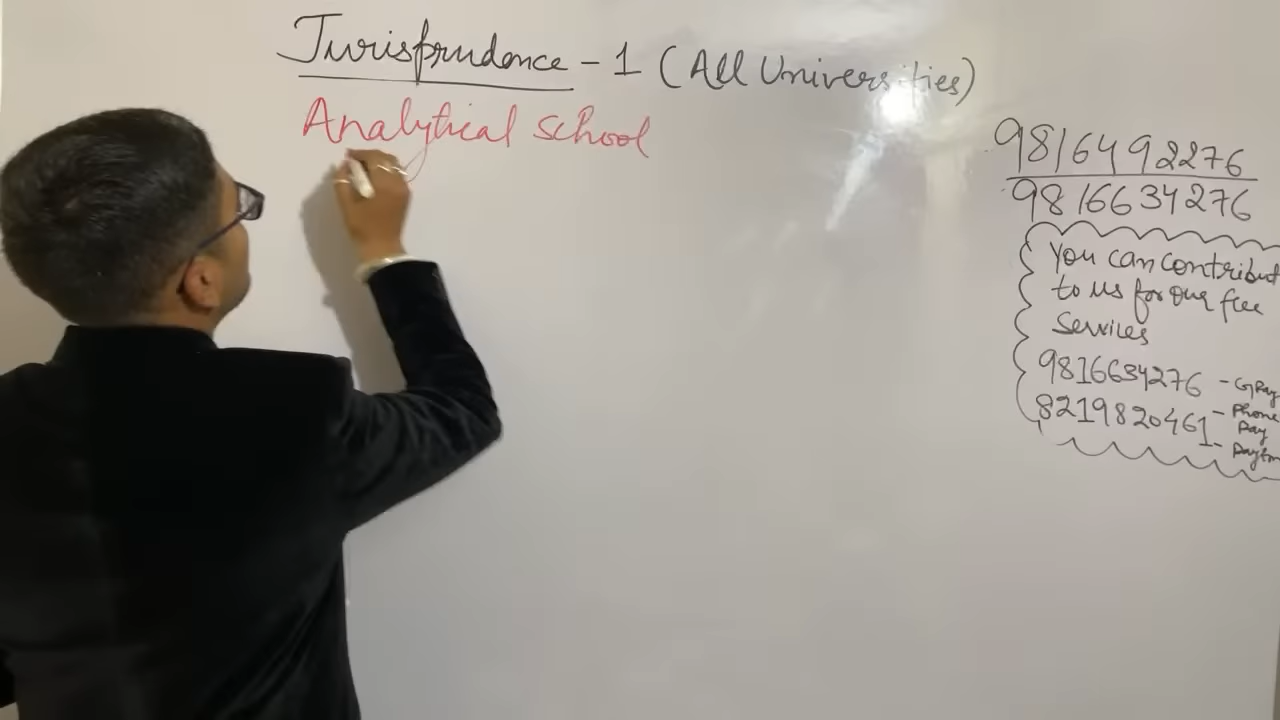 Jurisprudence - 1 (All Universities)
Analytical School
9816492276
9816634276
You can contribut
to us for our free
Services
9816634276 - GPay
8219820461 - Phone
Pay
- Paytm